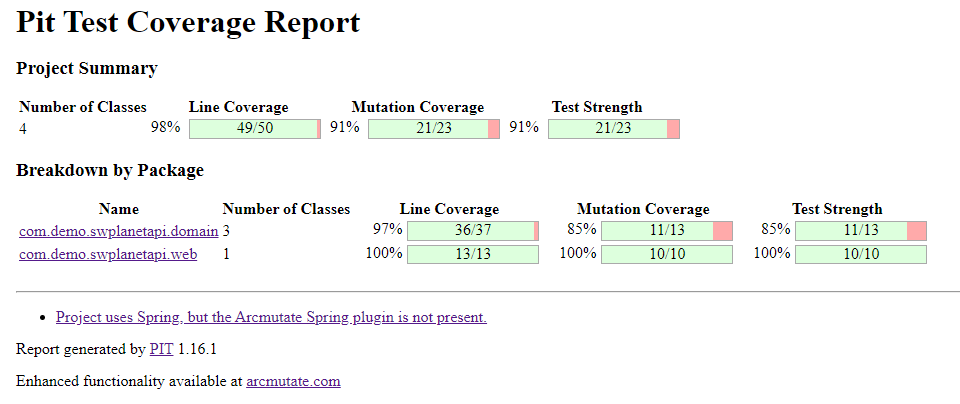 Pit Test Coverage Report
Project Summary
Number of Classes Line Coverage Mutation Coverage Test Strength
4 98% 49/50 91% 21/23 91% 21/23
Breakdown by Package
Name Number of Classes Line Coverage Mutation Coverage Test Strength
com.demo.swplanetapi.domain 3 97% 36/37 85% 11/13 85% 11/13
com.demo.swplanetapi.web 1 100% 13/13 100% 10/10 100% 10/10
• Project uses Spring, but the Arcmutate Spring plugin is not present.
Report generated by PIT 1.16.1
Enhanced functionality available at arcmutate.com